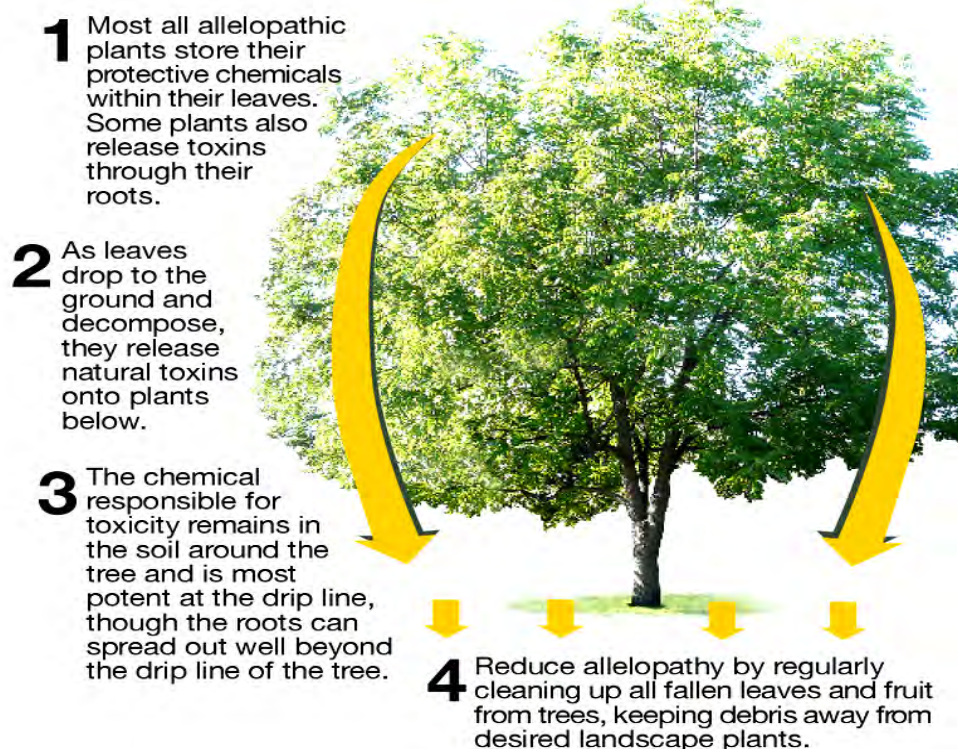 1 Most all allelopathic
plants store their
protective chemicals
within their leaves.
Some plants also
release toxins
through their
roots.
2 As leaves
drop to the
ground and
decompose,
they release
natural toxins
onto plants
below.
3 The chemical
responsible for
toxicity remains in
the soil around the
tree and is most
potent at the drip line,
though the roots can
spread out well beyond
the drip line of the tree.
4 Reduce allelopathy by regularly
cleaning up all fallen leaves and fruit
from trees, keeping debris away from
desired landscape plants.